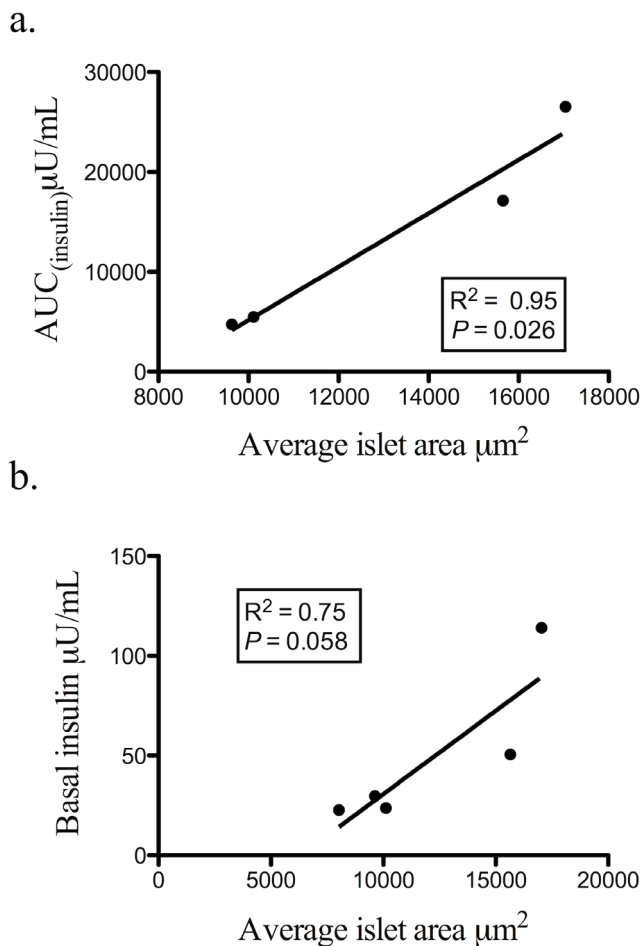 a.
30000
20000
10000
0
AUC(insulin)μU/mL
R² = 0.95
P = 0.026
8000 10000 12000 14000 16000 18000
Average islet area μm²
b.
150
100
50
0
Basal insulin μU/mL
R² = 0.75
P = 0.058
0 5000 10000 15000 20000
Average islet area μm²